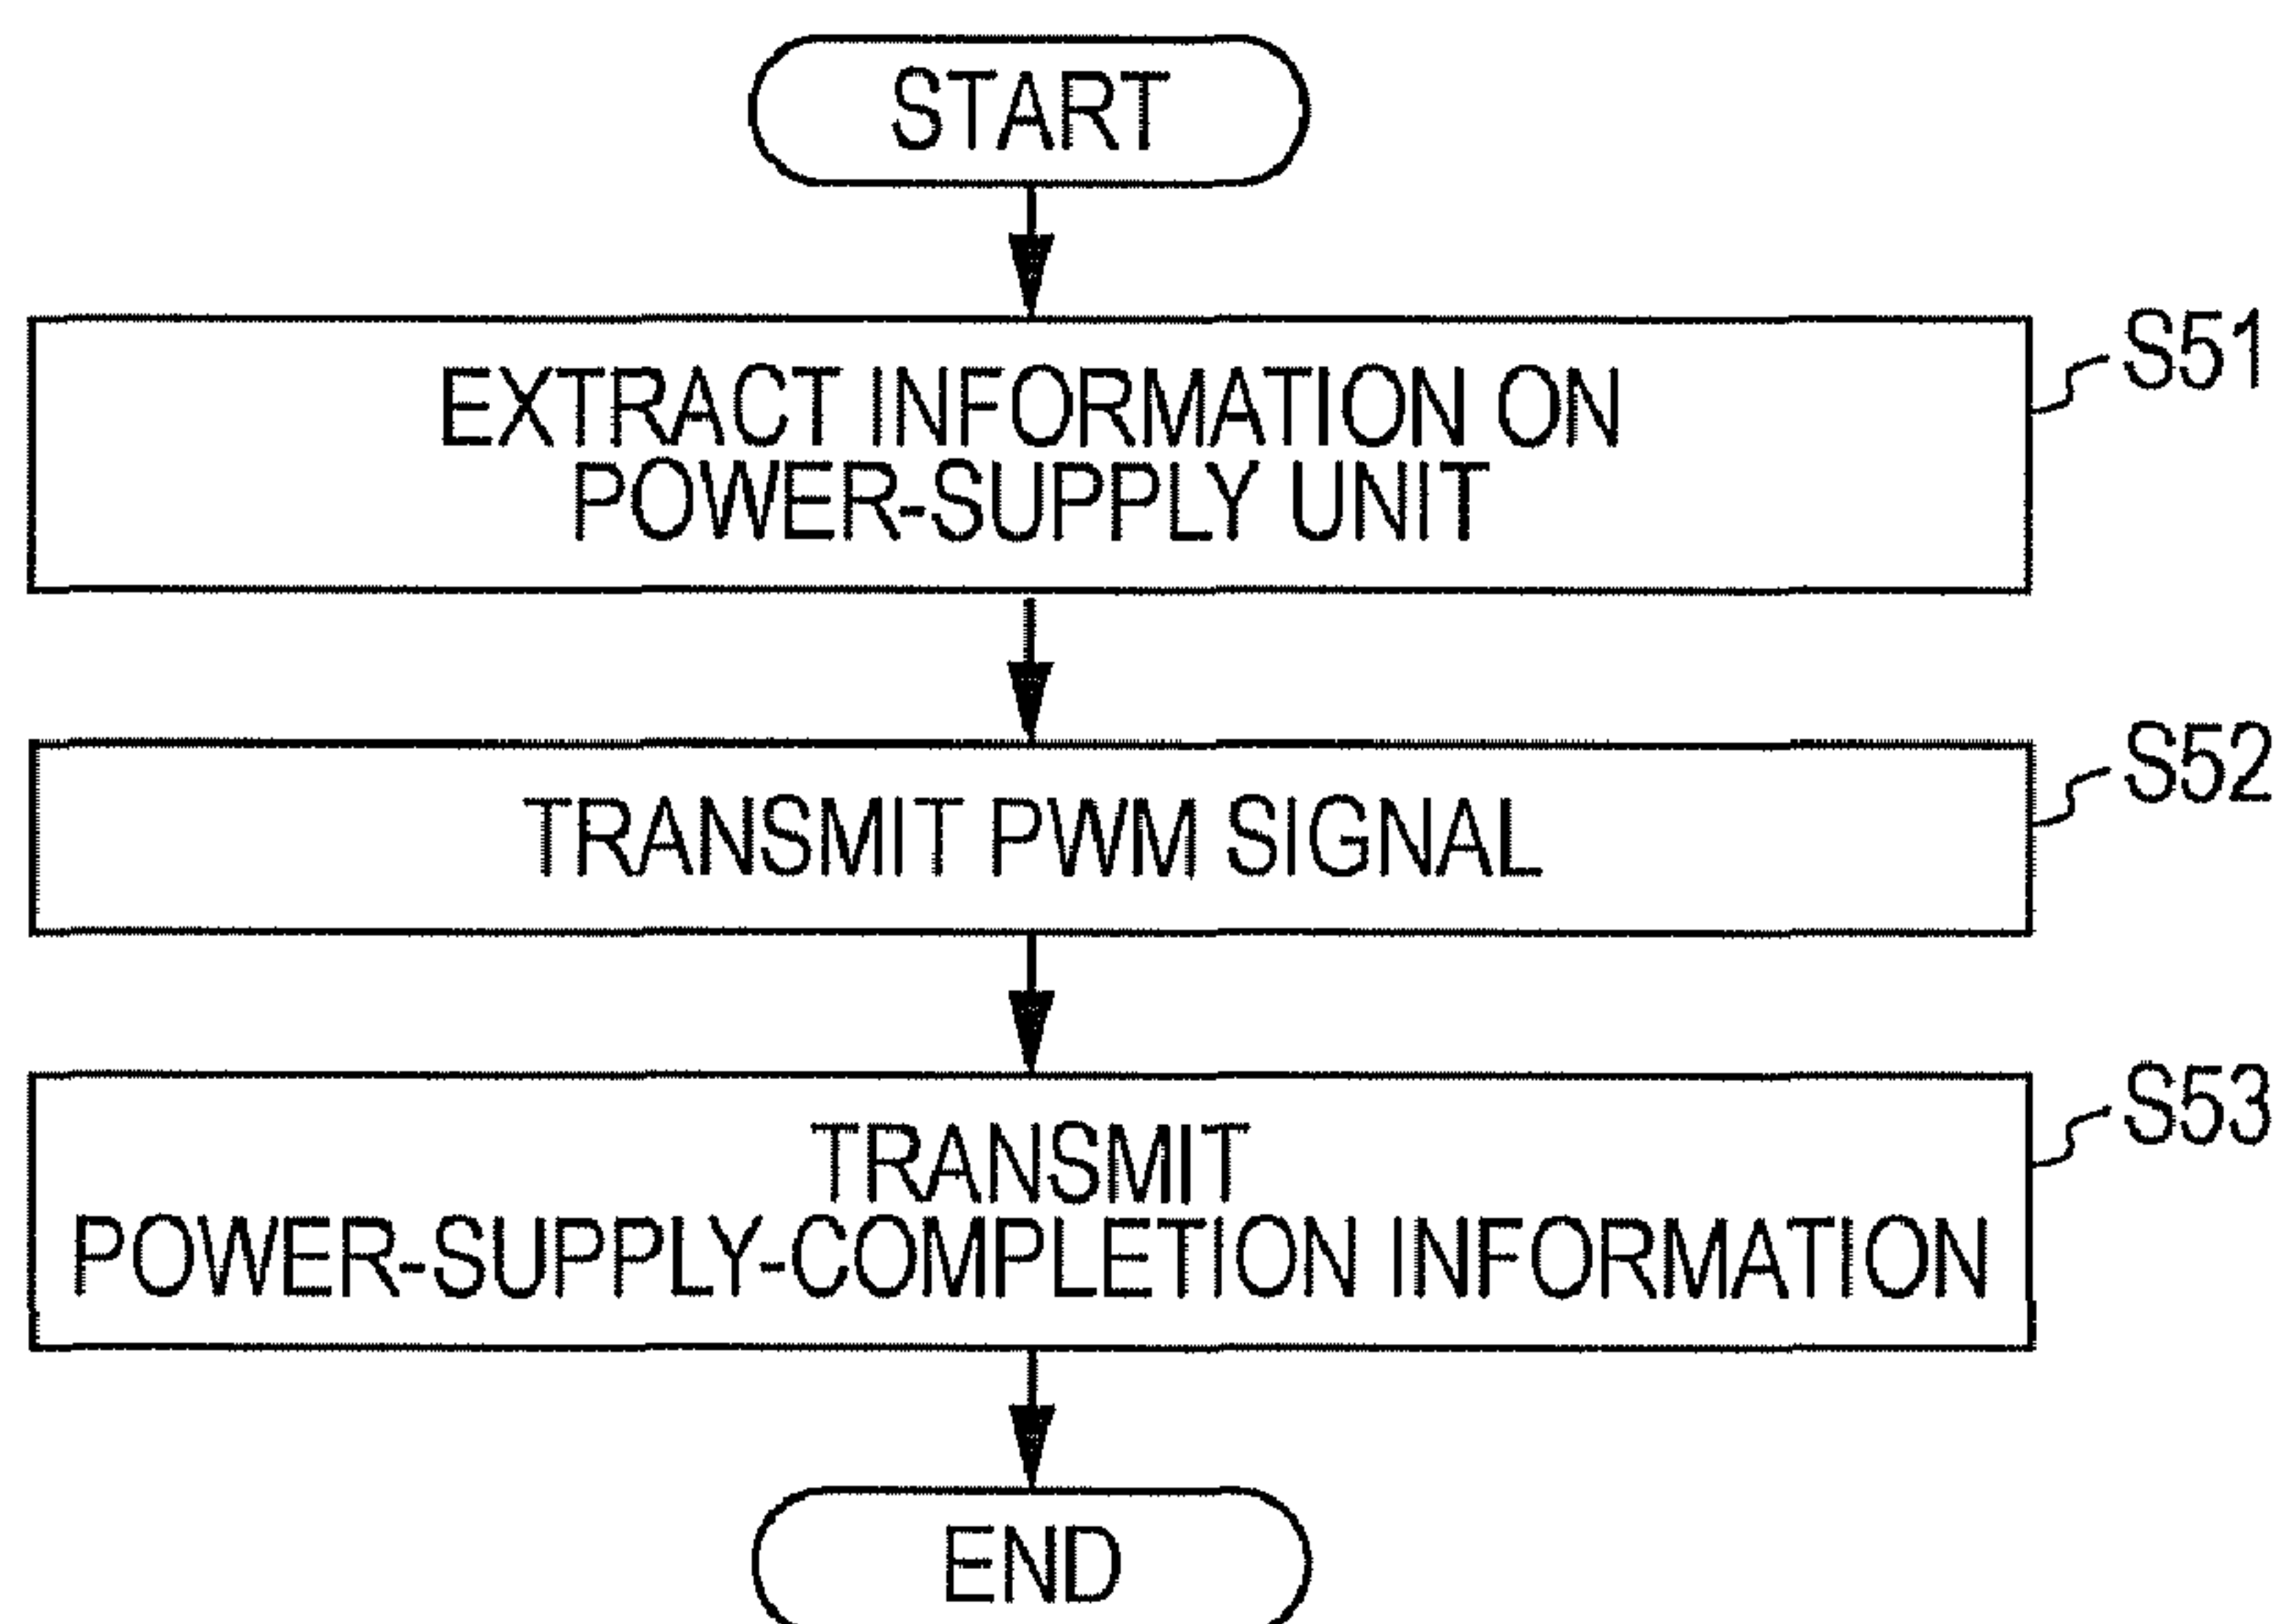 START
EXTRACT INFORMATION ON
POWER-SUPPLY UNIT
S51
TRANSMIT PWM SIGNAL
S52
TRANSMIT
POWER-SUPPLY-COMPLETION INFORMATION
S53
END